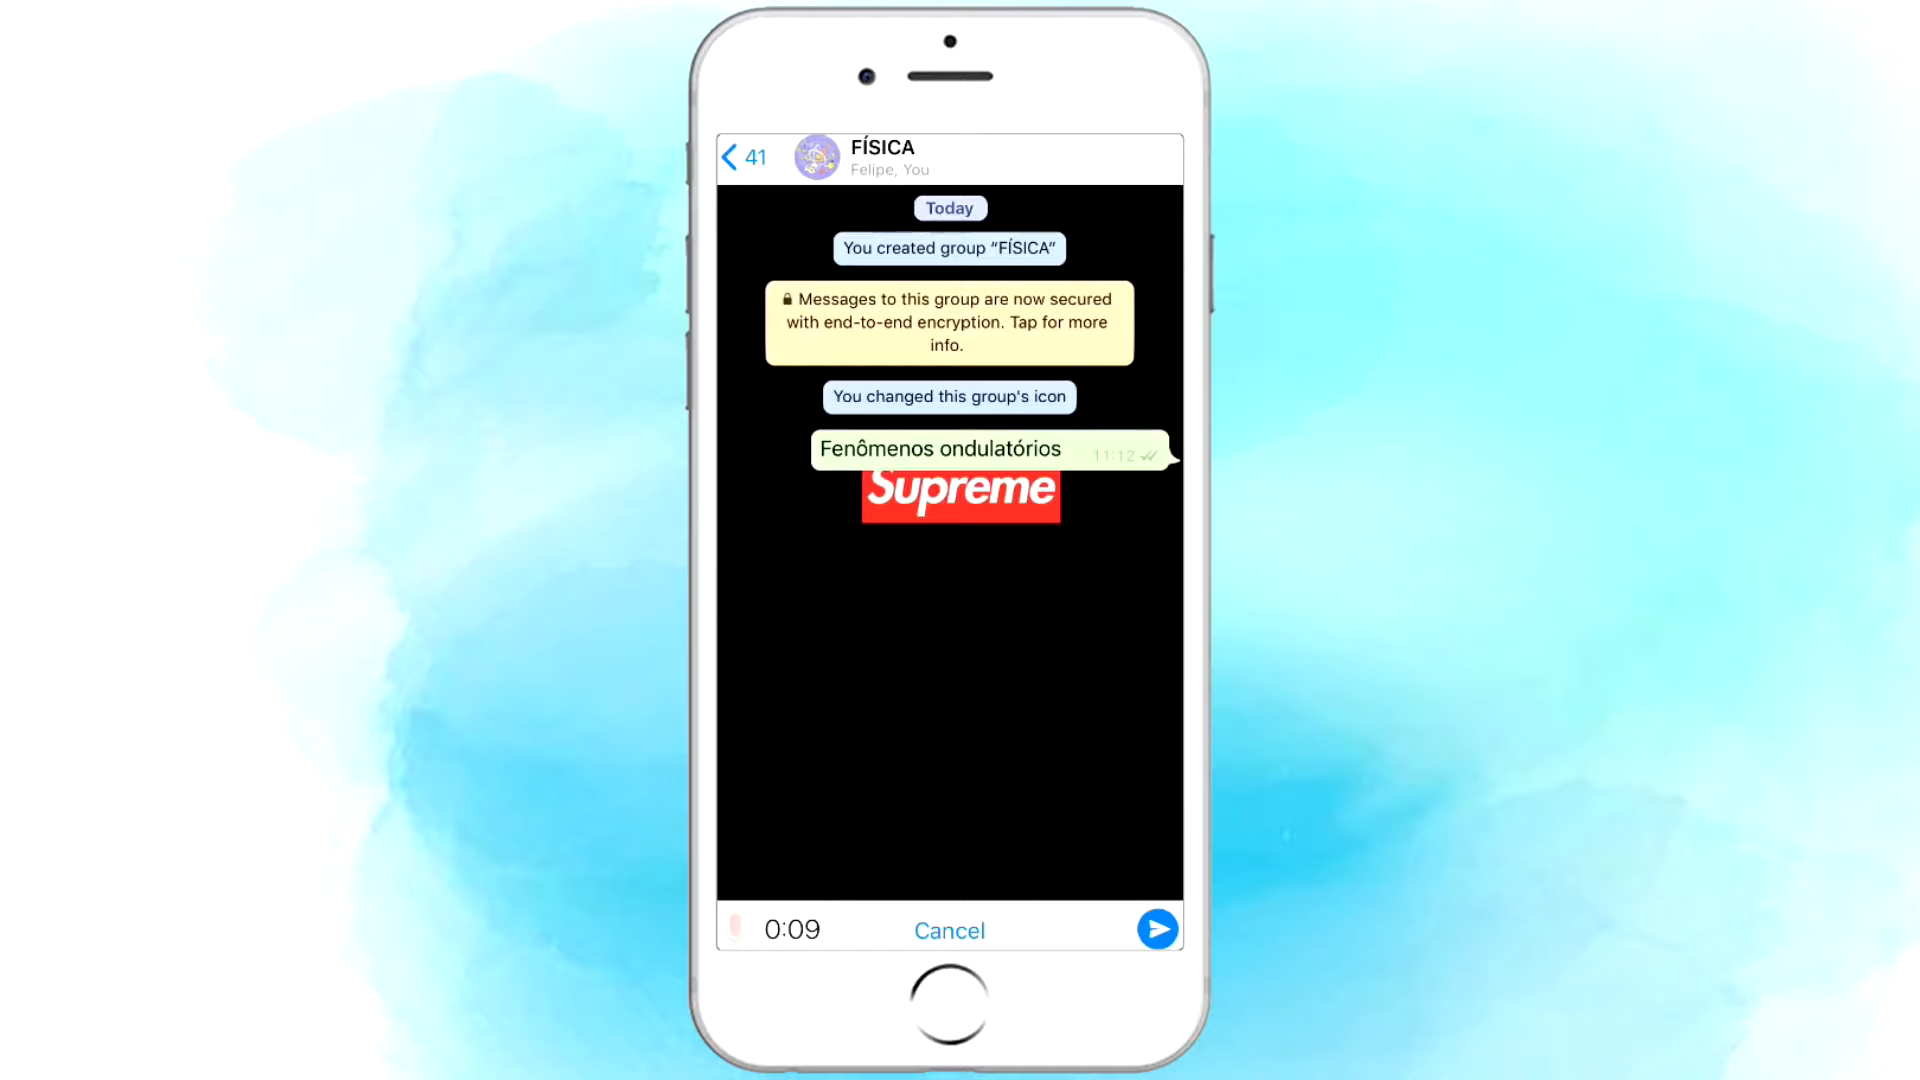 41
FÍSICA
Felipe, You
Today
You created group “FÍSICA”
Messages to this group are now secured
with end-to-end encryption. Tap for more
info.
You changed this group's icon
Fenômenos ondulatórios 11:12
Supreme
0:09 Cancel